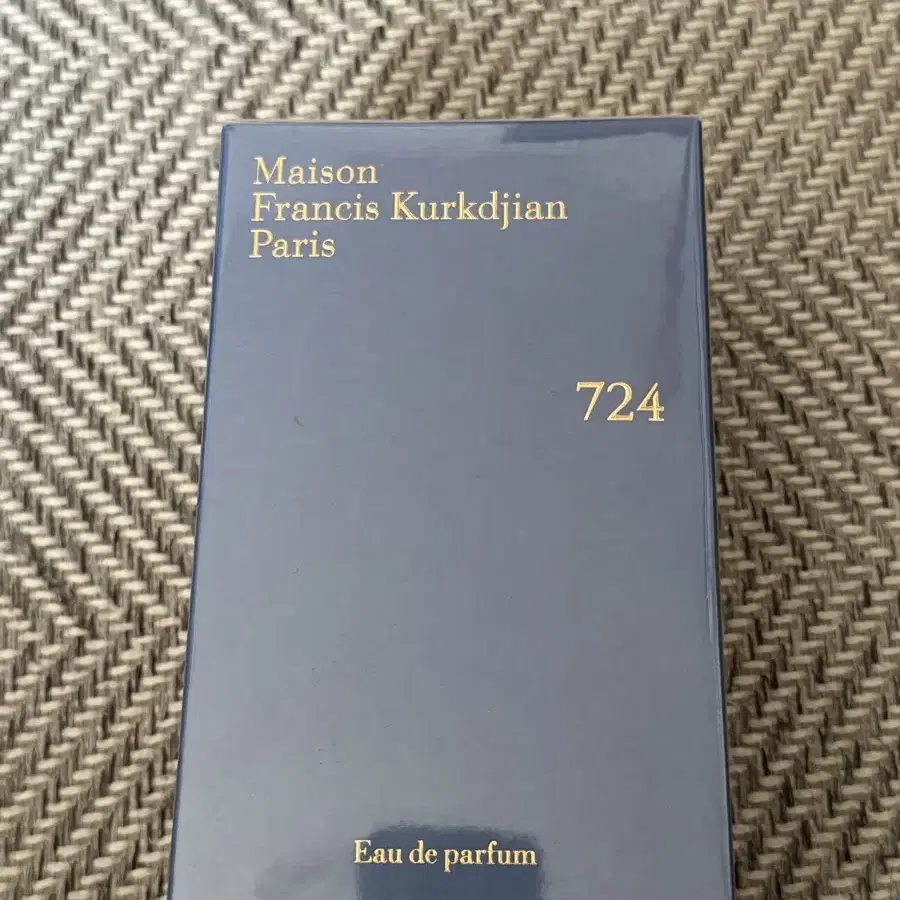 Maison
Francis Kurkdjian
Paris
724
Eau de parfum